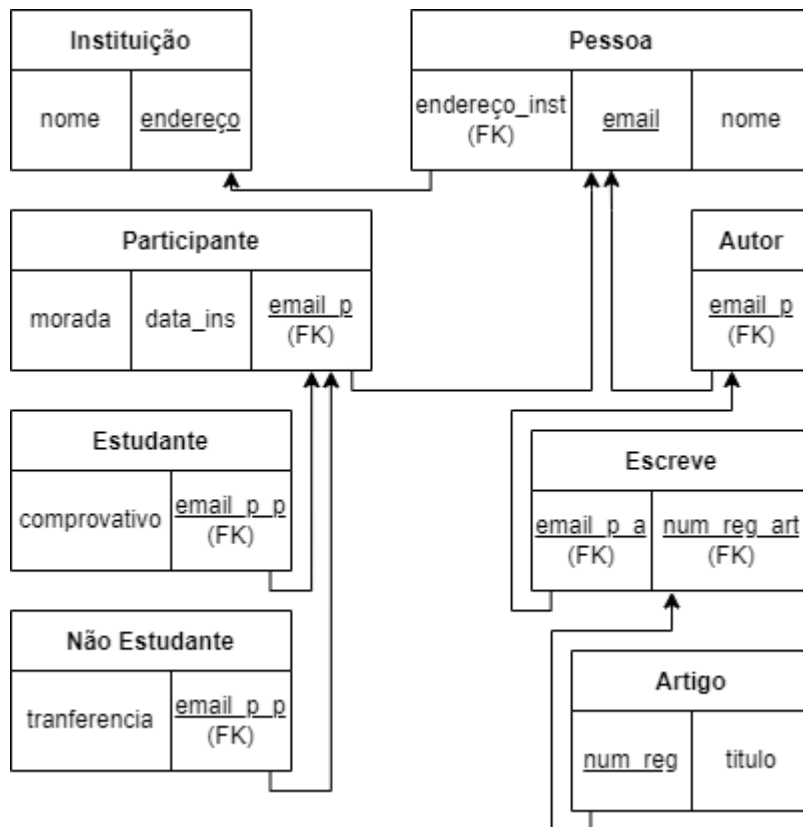 Instituição
nome
endereço
Pessoa
endereço_inst
(FK)
email
nome
Participante
morada
data_ins
email_p
(FK)
Autor
email_p
(FK)
Estudante
comprovativo
email_p_p
(FK)
Escreve
email_p_a
(FK)
num_reg_art
(FK)
Não Estudante
tranferencia
email_p_p
(FK)
Artigo
num_reg
titulo